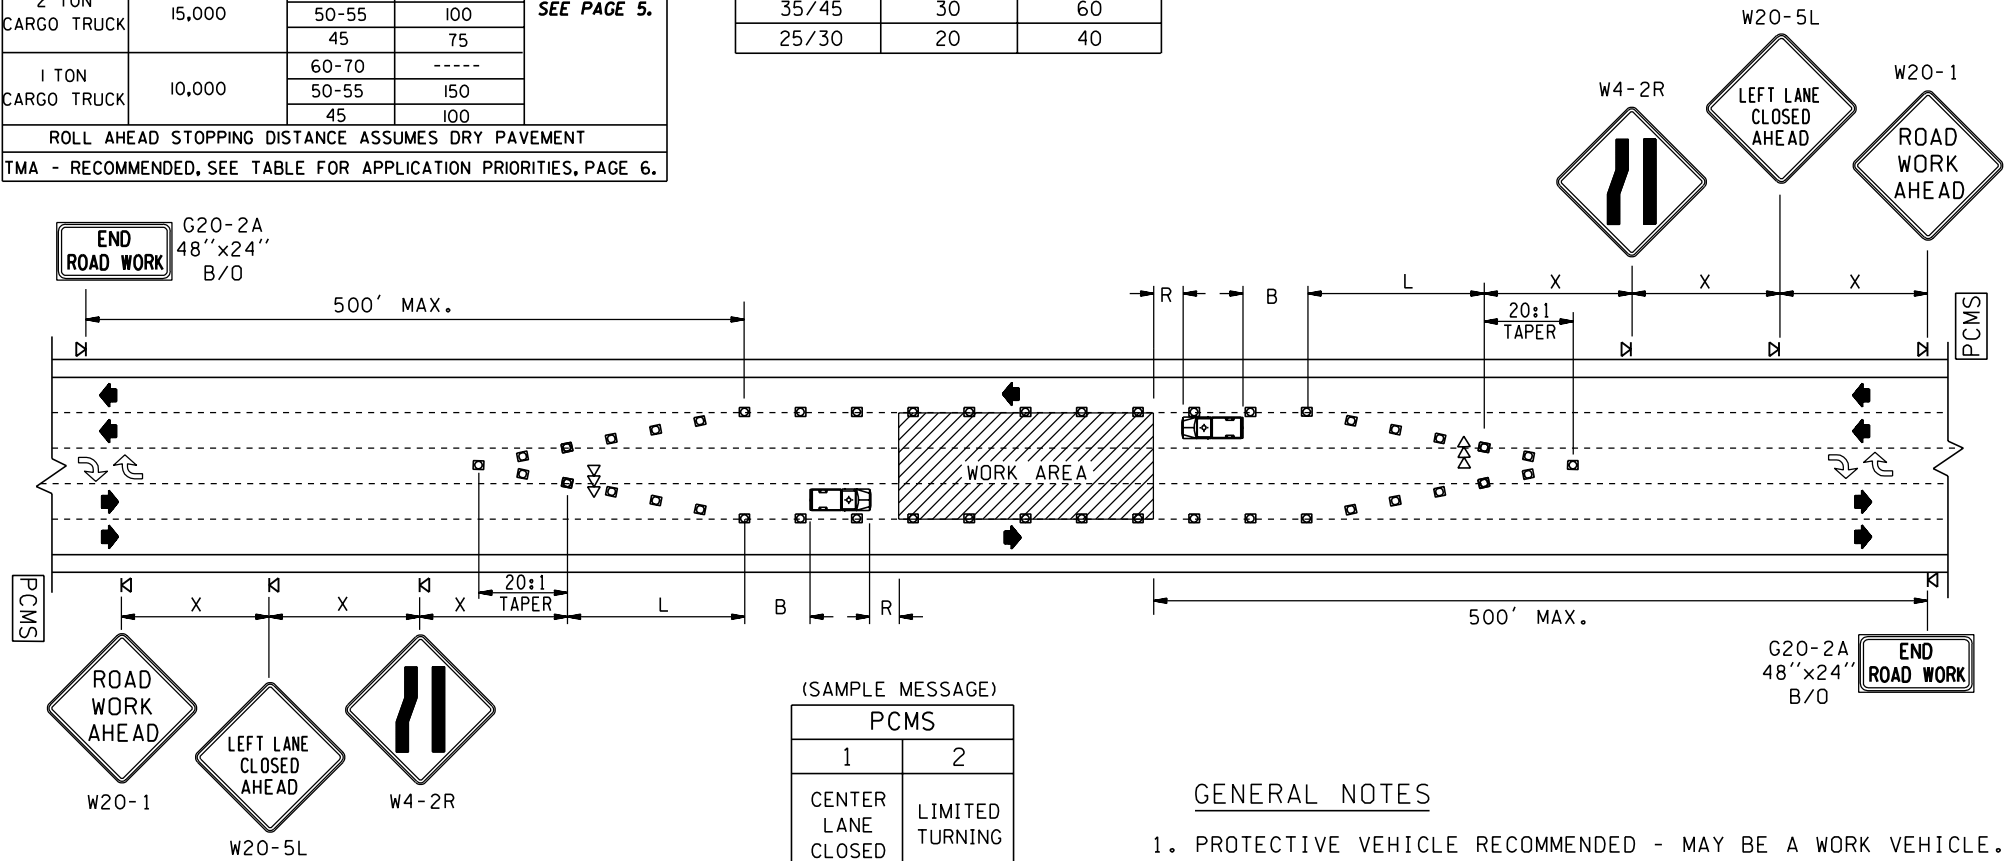 2 TON
CARGO TRUCK
15,000
50-55
100
45
75
SEE PAGE 5.
1 TON
CARGO TRUCK
10,000
60-70
-----
50-55
150
45
100
ROLL AHEAD STOPPING DISTANCE ASSUMES DRY PAVEMENT
TMA - RECOMMENDED, SEE TABLE FOR APPLICATION PRIORITIES, PAGE 6.
35/45
30
60
25/30
20
40
W20-5L
LEFT LANE
CLOSED
AHEAD
W4-2R
W20-1
ROAD
WORK
AHEAD
END
ROAD WORK
G20-2A
48"x24"
B/O
500' MAX.
R
B
L
X
X
X
20:1
TAPER
PCMS
WORK AREA
PCMS
X
X
X
20:1
TAPER
L
B
R
500' MAX.
ROAD
WORK
AHEAD
W20-1
LEFT LANE
CLOSED
AHEAD
W20-5L
W4-2R
G20-2A
48"x24"
B/O
END
ROAD WORK
(SAMPLE MESSAGE)
PCMS
1
2
CENTER
LANE
CLOSED
LIMITED
TURNING
GENERAL NOTES
1. PROTECTIVE VEHICLE RECOMMENDED - MAY BE A WORK VEHICLE.